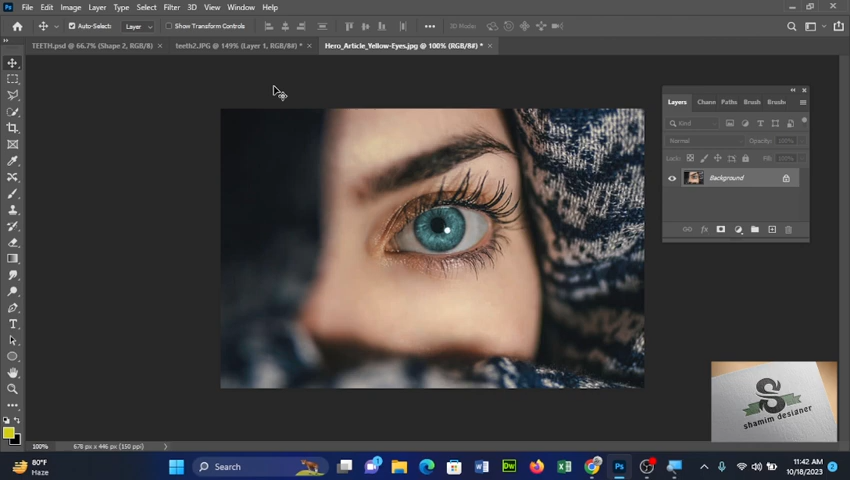 File Edit Image Layer Type Select Filter 3D View Window Help
Auto-Select: Layer Show Transform Controls 3D Mode:
TEETH.psd @ 66.7% (Shape 2, RGB/8) × teeth2.JPG @ 149% (Layer 1, RGB/8#) * × Hero_Article_Yellow-Eyes.jpg @ 100% (RGB/8#) * ×
Layers Chann Paths Brush Brushe
Kind
Normal Opacity: 100%
Lock: Fill: 100%
Background
S
shamim designer
100% 678 px x 446 px (150 ppi)
80°F
Haze
Search
11:42 AM
10/18/2023